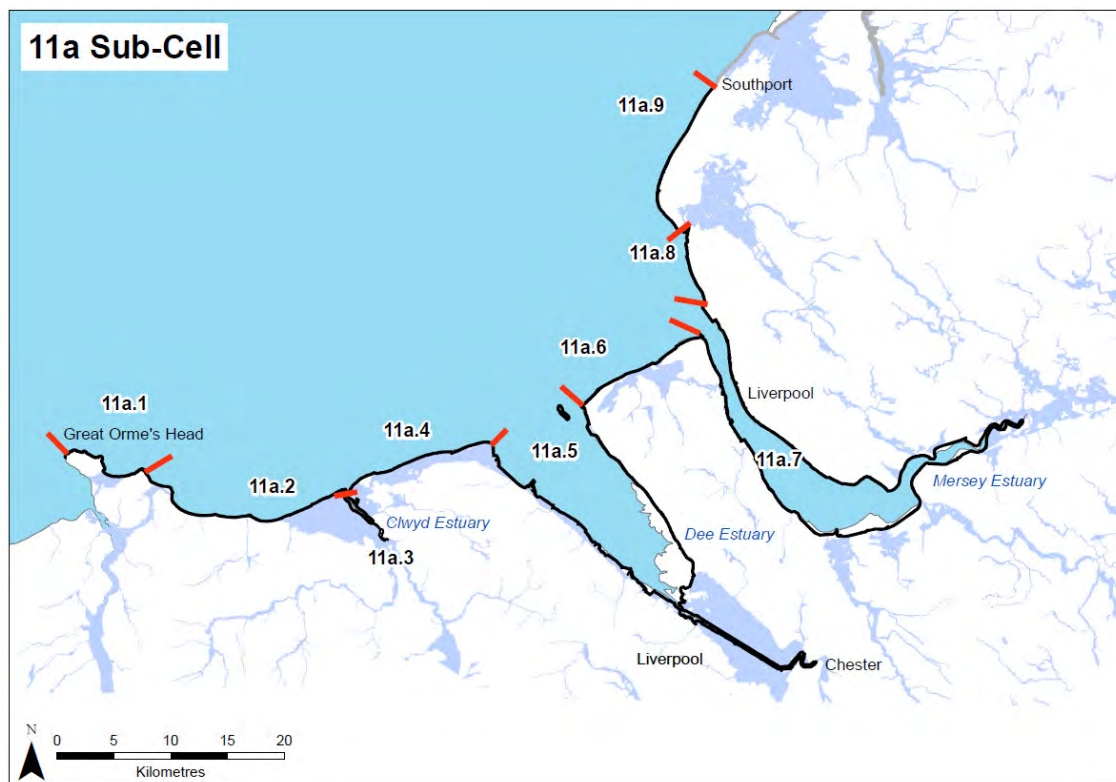 11a Sub-Cell
Southport
11a.9
11a.8
11a.6
Liverpool
11a.1
Great Orme's Head
11a.4
11a.5
11a.7
Mersey Estuary
11a.2
Clwyd Estuary
Dee Estuary
11a.3
Liverpool
Chester
N
0 5 10 15 20
Kilometres